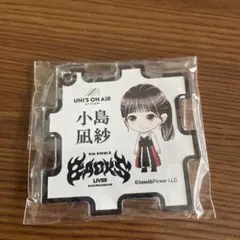 UNI'S ON AIR
小島
凪紗
BACKS
LIVE!!
©Seed&Flower LLC.